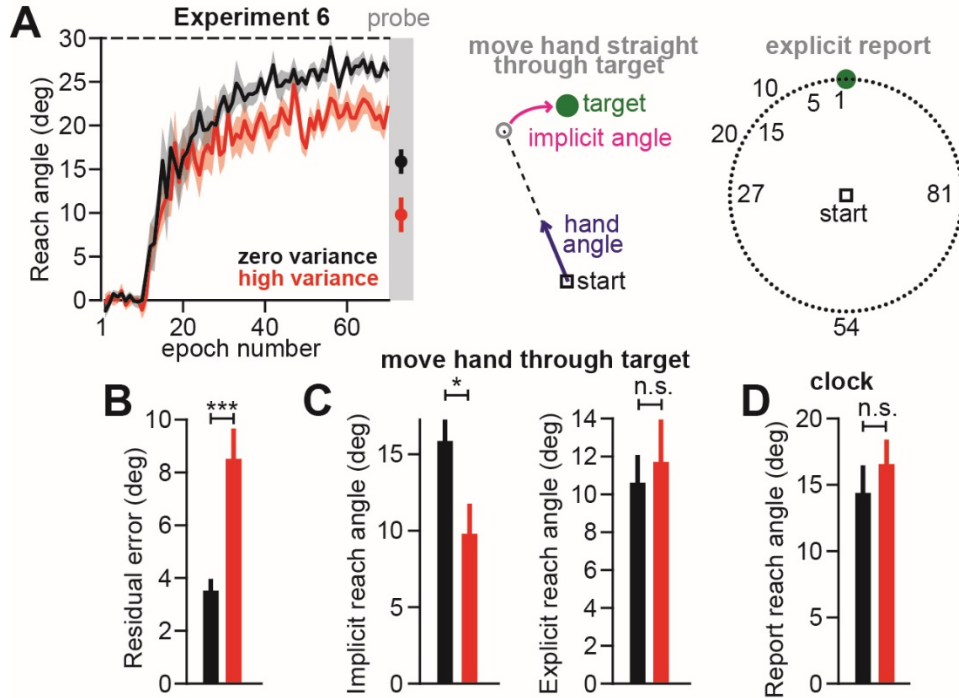 A
Experiment 6
probe
Reach angle (deg)
30
25
20
15
10
5
0
zero variance
high variance
1
20
40
60
epoch number
move hand straight
through target
target
implicit angle
hand
angle
start
explicit report
10
5
1
20
15
27
81
start
54
B
Residual error (deg)
10
8
6
4
2
0
***
move hand through target
C
Implicit reach angle (deg)
15
10
5
0
*
Explicit reach angle (deg)
14
12
10
8
6
4
2
0
n.s.
D
clock
Report reach angle (deg)
20
15
10
15
0
n.s.